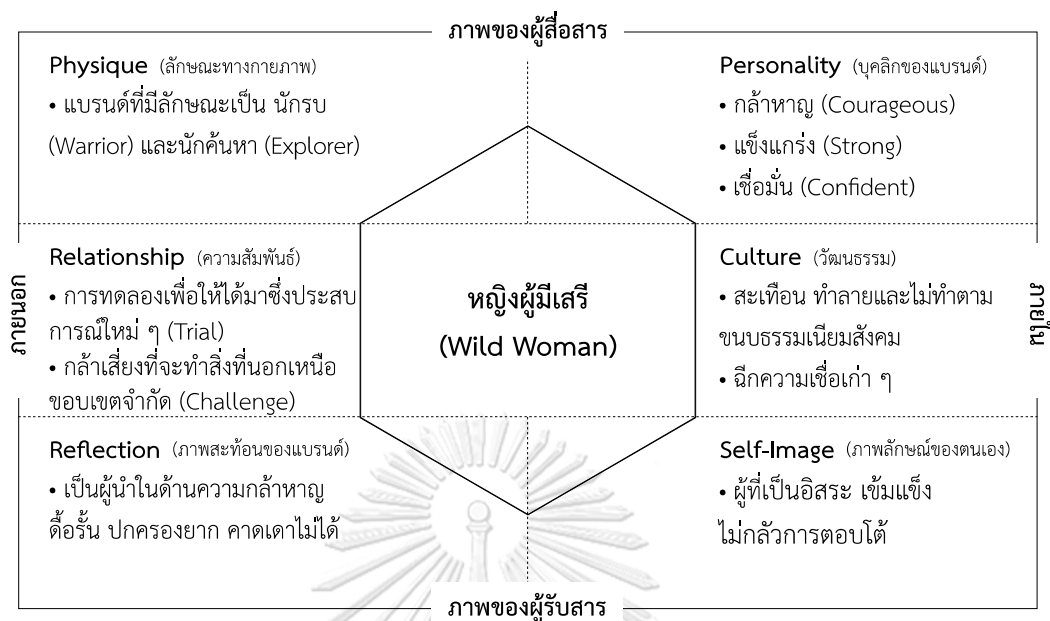 ภาพของผู้สื่อสาร
Physique (ลักษณะทางกายภาพ)
• แบรนด์ที่มีลักษณะเป็น นักรบ
(Warrior) และนักค้นหา (Explorer)
Personality (บุคลิกของแบรนด์)
• กล้าหาญ (Courageous)
• แข็งแกร่ง (Strong)
• เชื่อมั่น (Confident)
ภายนอก
Relationship (ความสัมพันธ์)
• การทดลองเพื่อให้ได้มาซึ่งประสบ
การณ์ใหม่ ๆ (Trial)
• กล้าเสี่ยงที่จะทำสิ่งที่นอกเหนือ
ขอบเขตจำกัด (Challenge)
หญิงผู้มีเสรี
(Wild Woman)
Culture (วัฒนธรรม)
• สะเทือน ทำลายและไม่ทำตาม
ขนบธรรมเนียมสังคม
• ฉีกความเชื่อเก่า ๆ
ภายใน
Reflection (ภาพสะท้อนของแบรนด์)
• เป็นผู้นำในด้านความกล้าหาญ
ดื้อรั้น ปกครองยาก คาดเดาไม่ได้
Self-Image (ภาพลักษณ์ของตนเอง)
• ผู้ที่เป็นอิสระ เข้มแข็ง
ไม่กลัวการตอบโต้
ภาพของผู้รับสาร